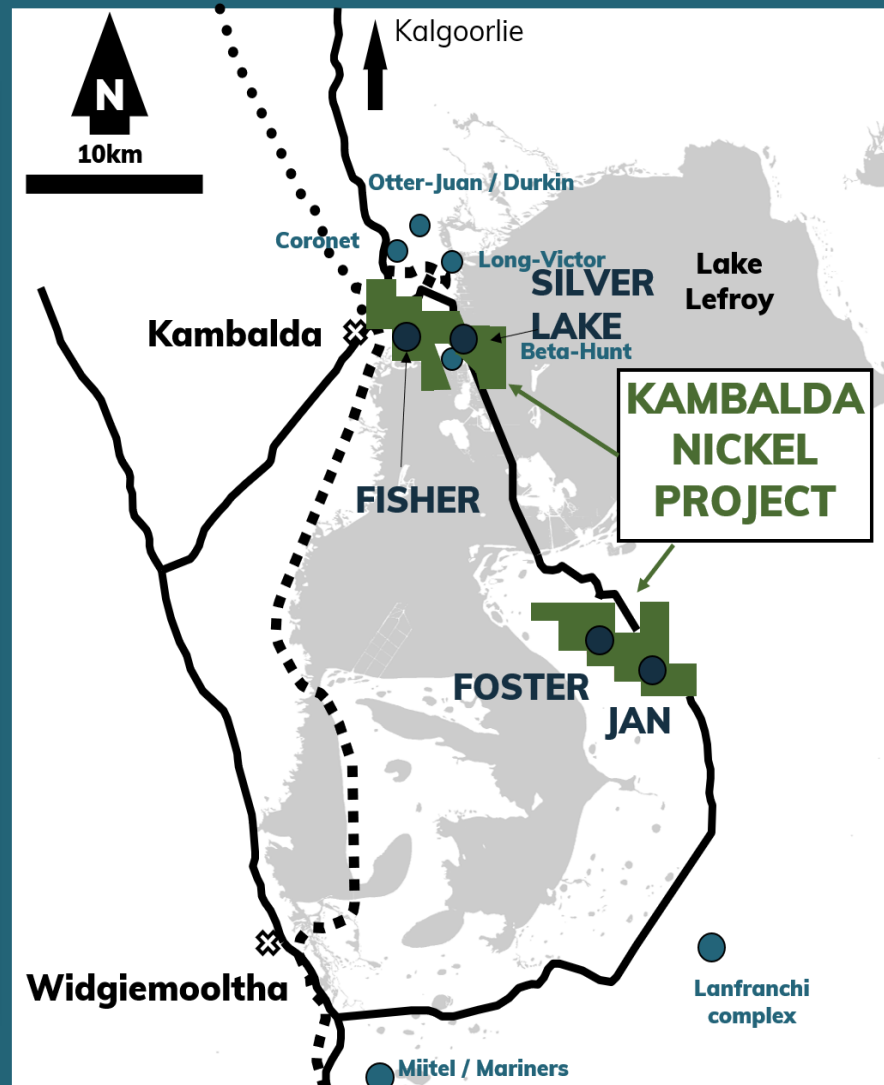 Kalgoorlie
N
10km
Otter-Juan / Durkin
Coronet
Long-Victor
SILVER
LAKE
Lake
Lefroy
Kambalda
Beta-Hunt
KAMBALDA
NICKEL
PROJECT
FISHER
FOSTER
JAN
Widgiemooltha
Lanfranchi
complex
Miitel / Mariners